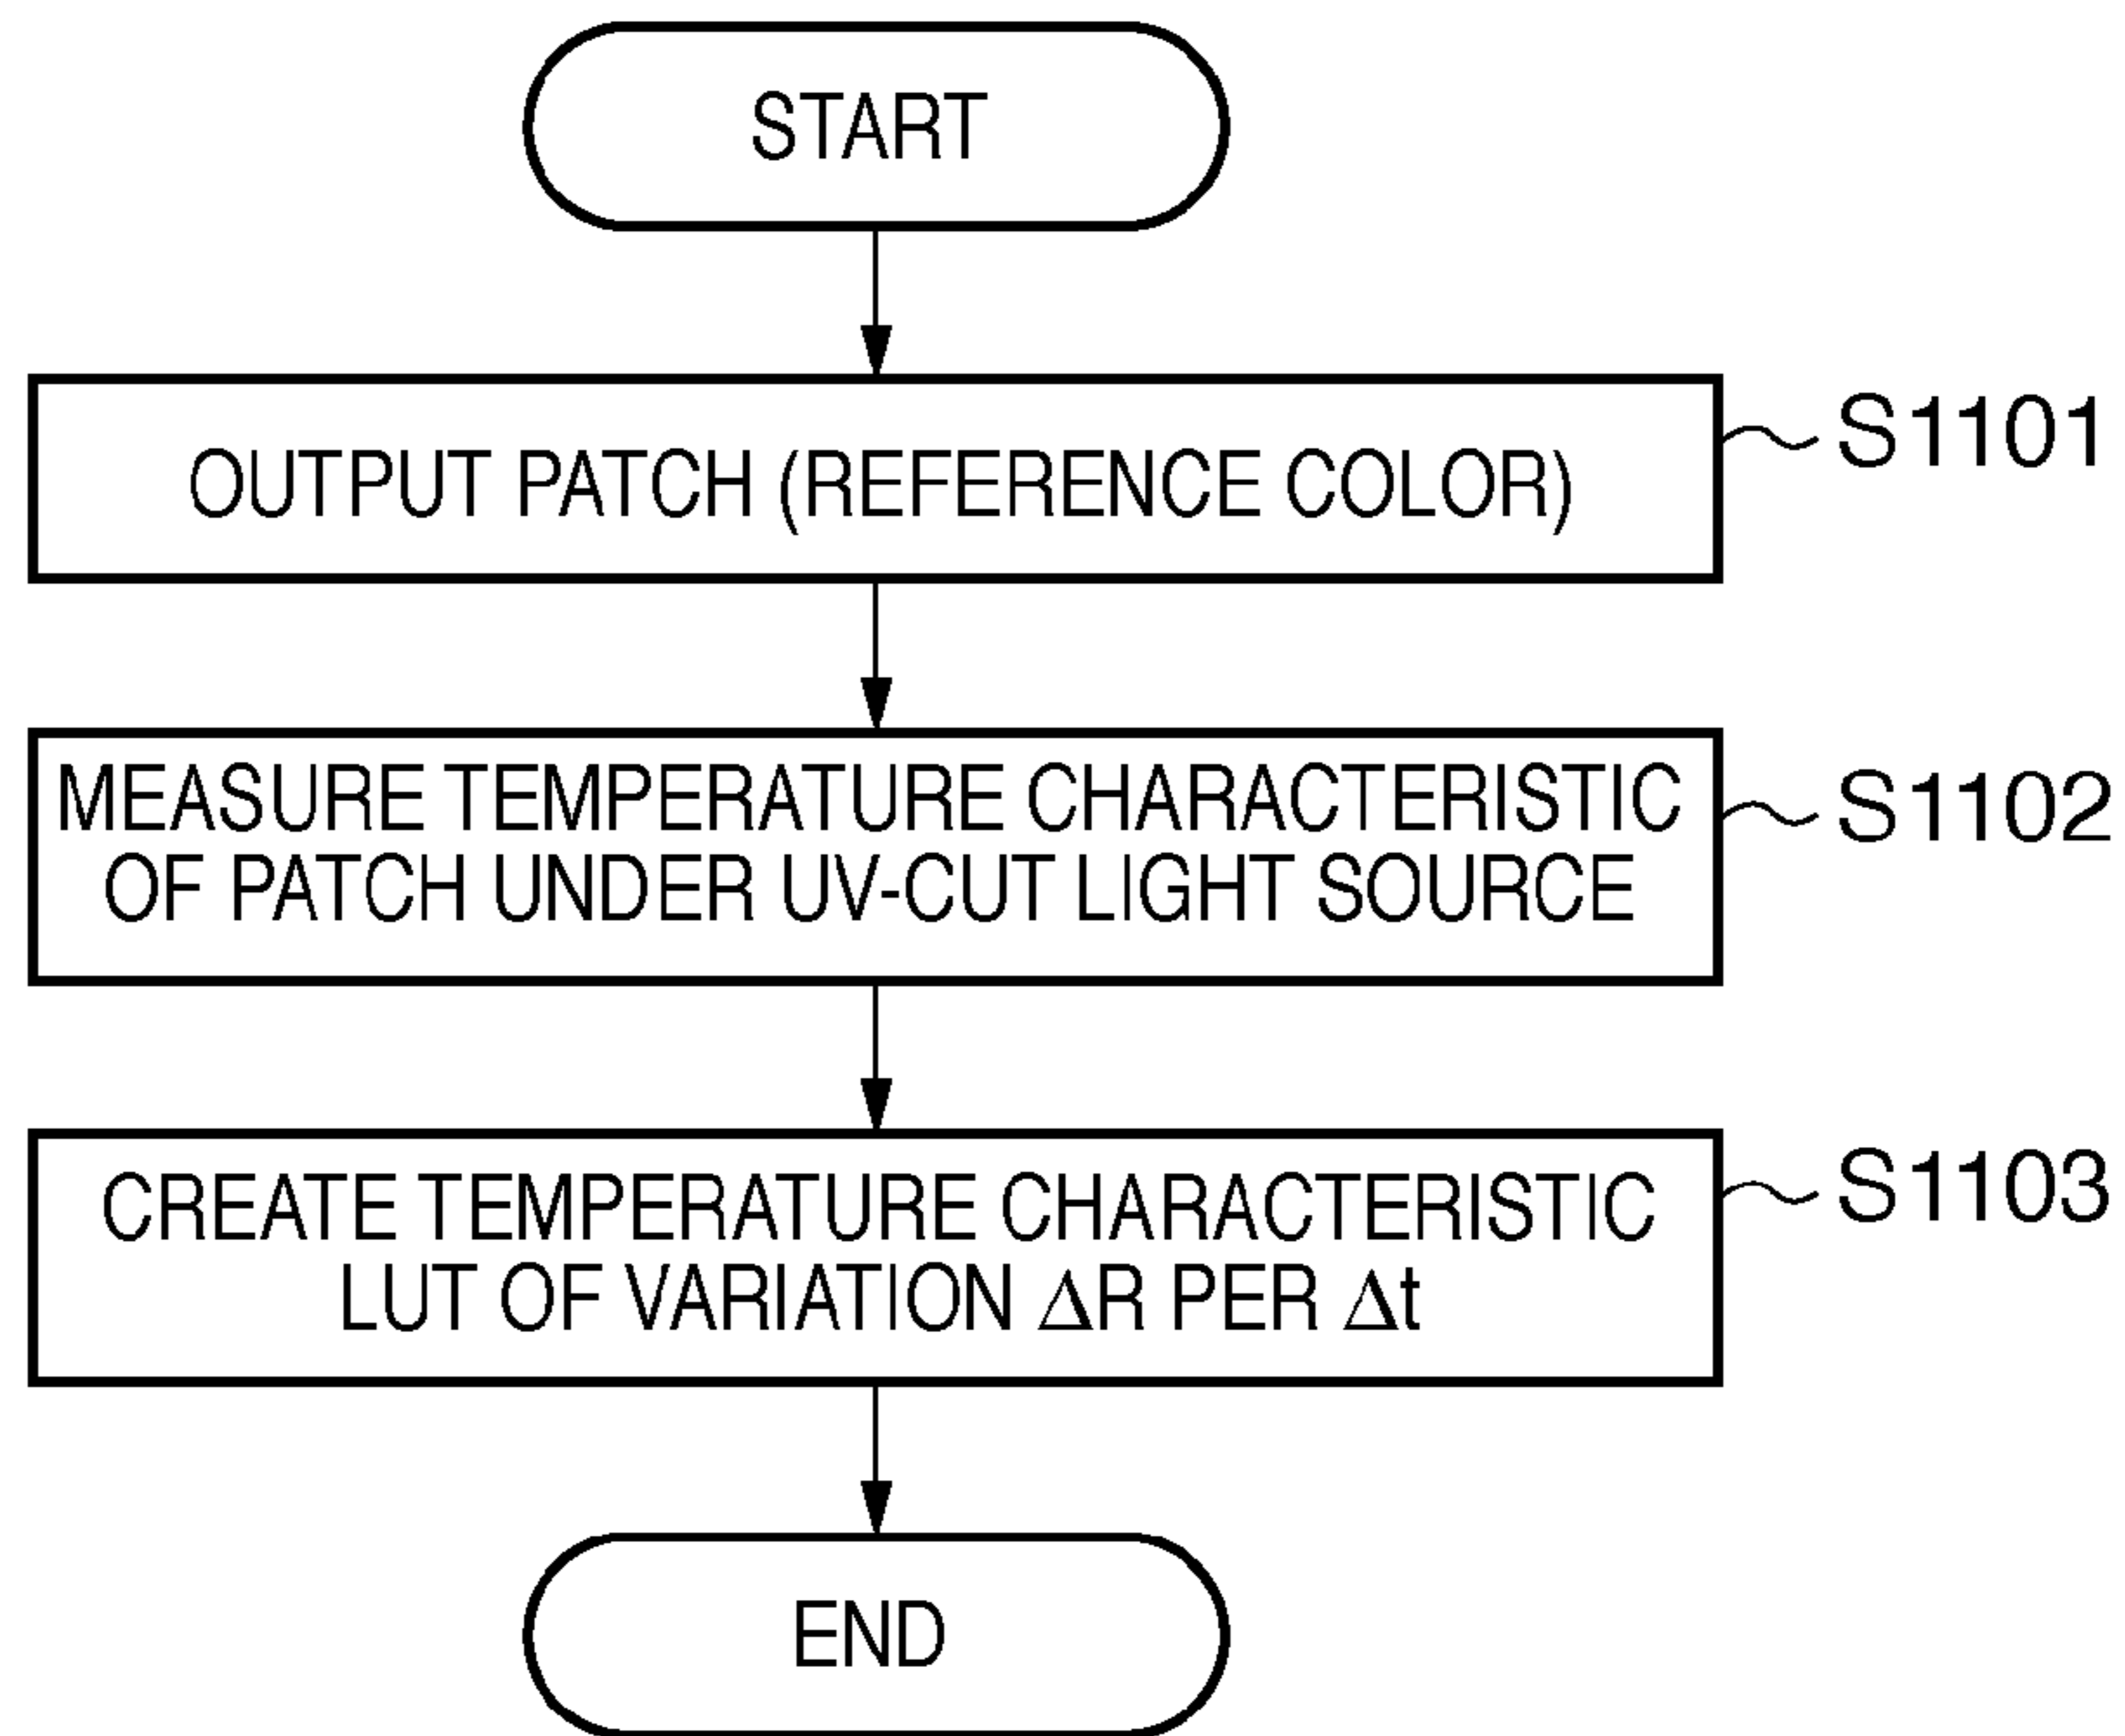 START
OUTPUT PATCH (REFERENCE COLOR)
S1101
MEASURE TEMPERATURE CHARACTERISTIC
OF PATCH UNDER UV-CUT LIGHT SOURCE
S1102
CREATE TEMPERATURE CHARACTERISTIC
LUT OF VARIATION ΔR PER Δt
S1103
END